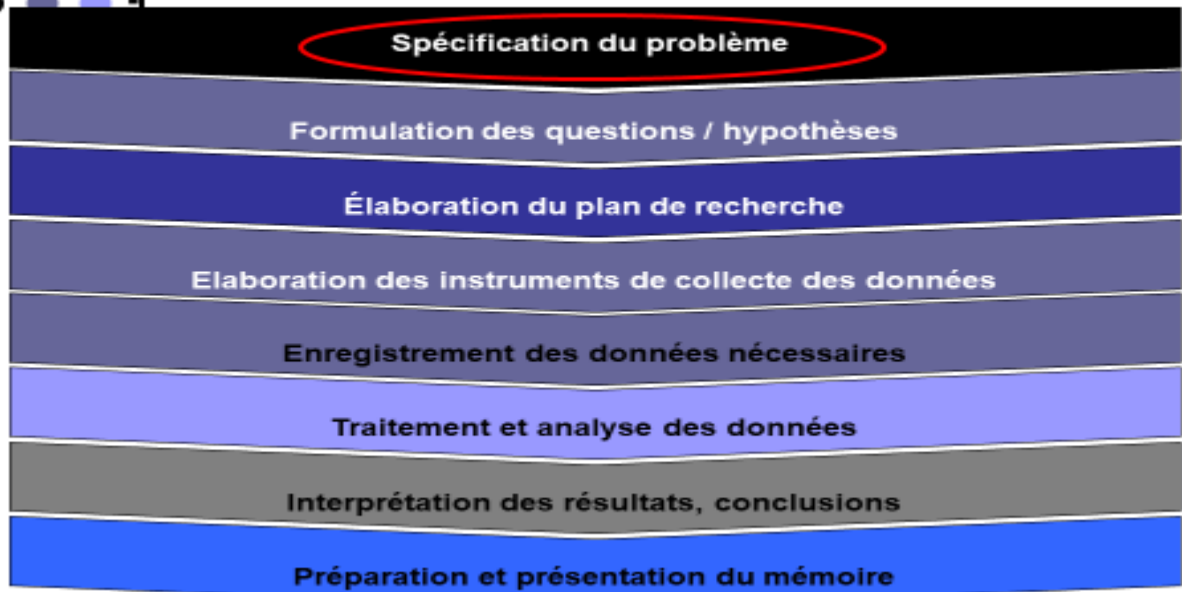 Spécification du problème
Formulation des questions / hypothèses
Élaboration du plan de recherche
Elaboration des instruments de collecte des données
Enregistrement des données nécessaires
Traitement et analyse des données
Interprétation des résultats, conclusions
Préparation et présentation du mémoire